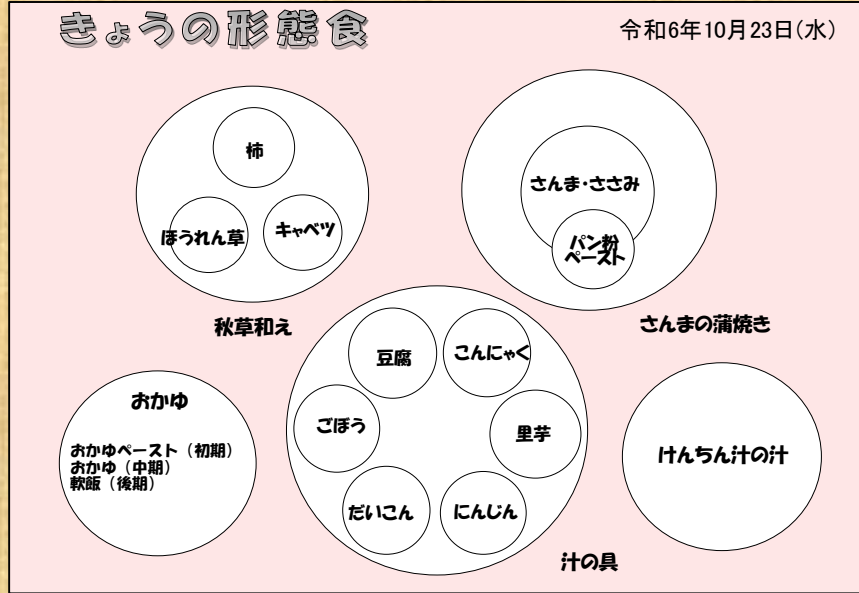 きょうの形態食
令和6年10月23日(水)
柿
ほうれん草
キャベツ
秋草和え
さんま・ささみ
パン粉
ペースト
さんまの蒲焼き
おかゆ
おかゆペースト（初期）
おかゆ（中期）
軟飯（後期）
豆腐
こんにゃく
ごぼう
里芋
だいこん
にんじん
汁の具
けんちん汁の汁